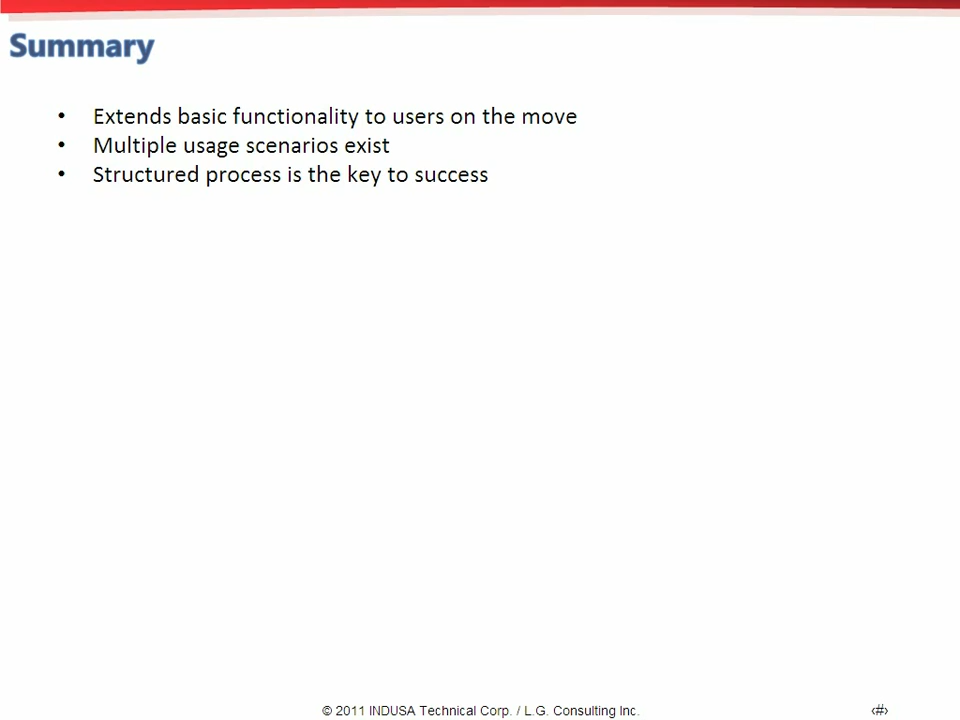 Summary
• Extends basic functionality to users on the move
• Multiple usage scenarios exist
• Structured process is the key to success
© 2011 INDUSA Technical Corp. / L.G. Consulting Inc.
‹#›